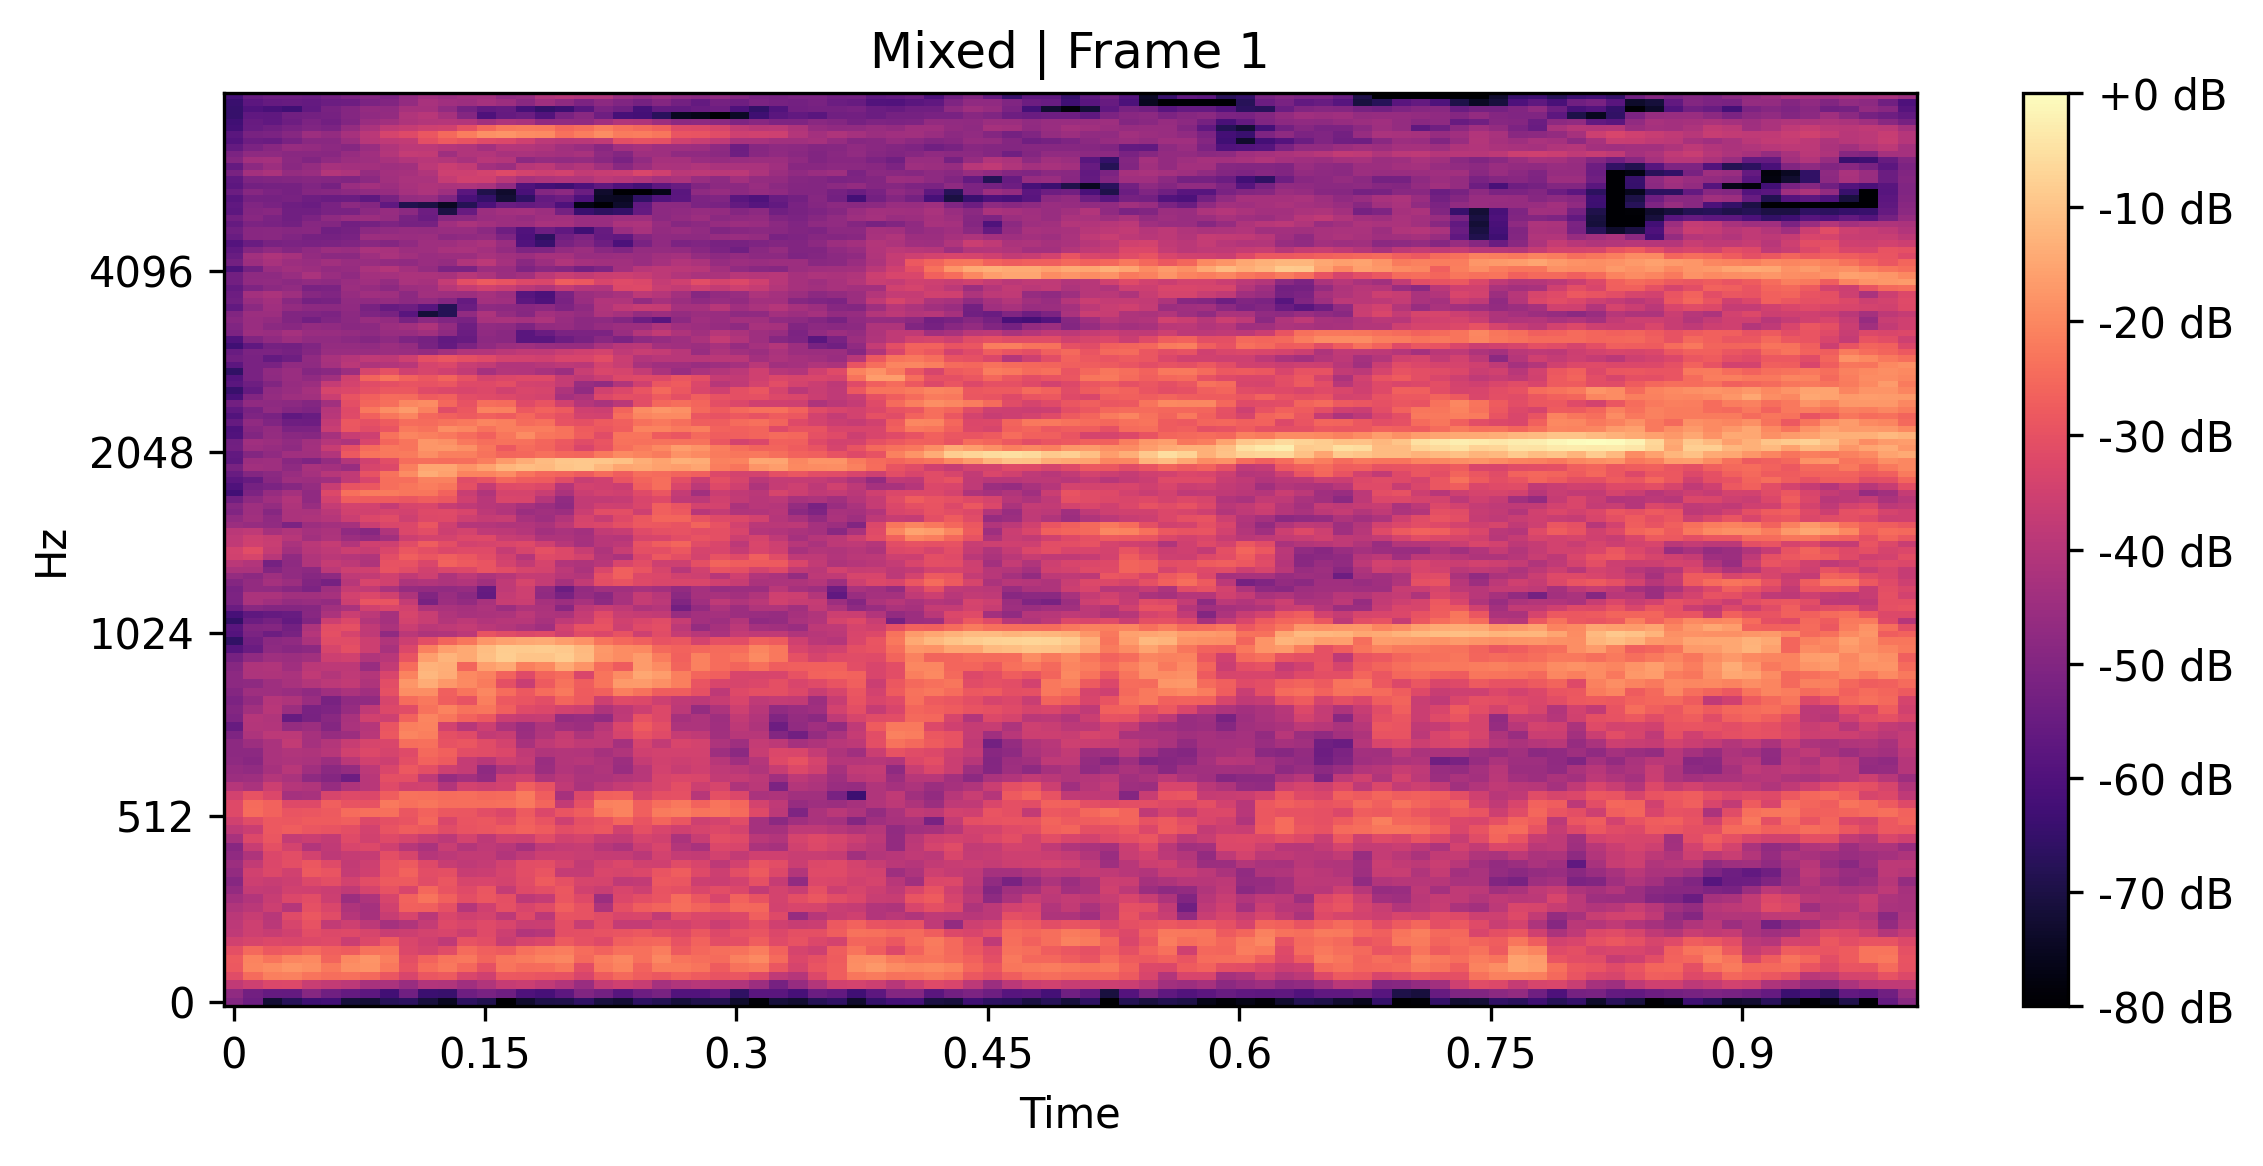 Mixed | Frame 1
+0 dB
-10 dB
-20 dB
-30 dB
-40 dB
-50 dB
-60 dB
-70 dB
-80 dB
Hz
4096
2048
1024
512
0
0 0.15 0.3 0.45 0.6 0.75 0.9
Time